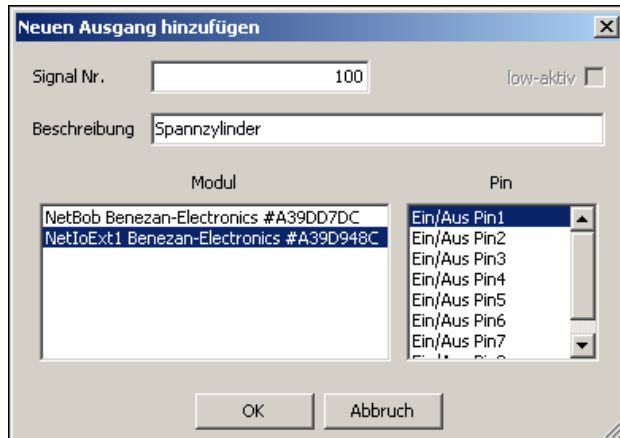 Neuen Ausgang hinzufügen
Signal Nr. 100 low-aktiv
Beschreibung Spannzylinder
Modul Pin
NetBob Benezan-Electronics #A39DD7DC
NetIoExt1 Benezan-Electronics #A39D948C
Ein/Aus Pin1
Ein/Aus Pin2
Ein/Aus Pin3
Ein/Aus Pin4
Ein/Aus Pin5
Ein/Aus Pin6
Ein/Aus Pin7
OK Abbruch